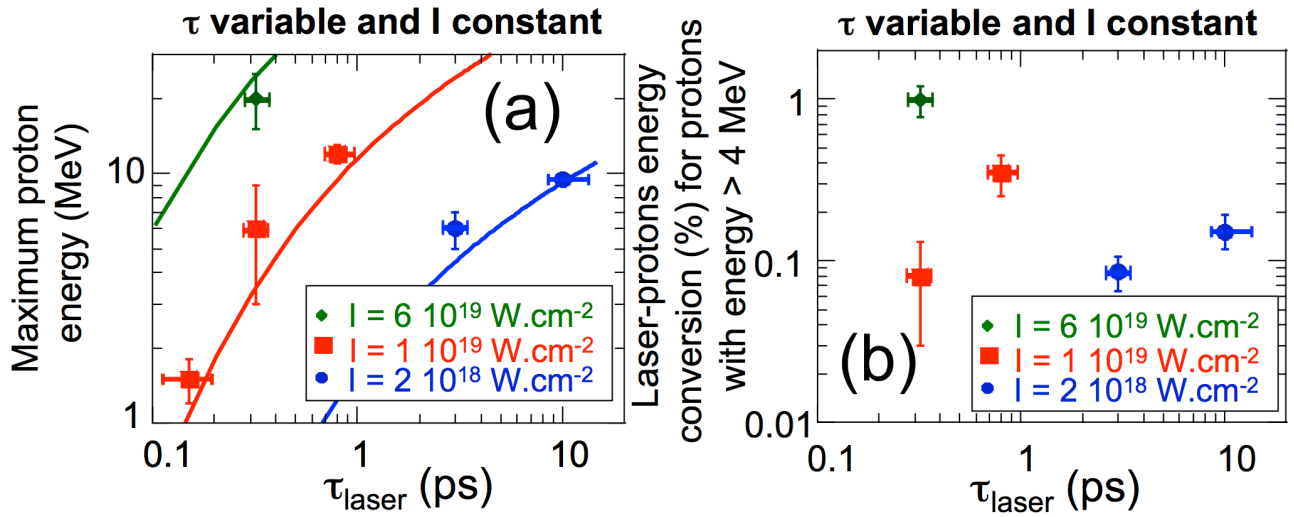 τ variable and I constant
Maximum proton
energy (MeV)
10
1
(a)
I = 6 10¹⁹ W.cm⁻²
I = 1 10¹⁹ W.cm⁻²
I = 2 10¹⁸ W.cm⁻²
0.1
1
10
τlaser (ps)
τ variable and I constant
Laser-protons energy
conversion (%) for protons
with energy > 4 MeV
1
0.1
0.01
(b)
I = 6 10¹⁹ W.cm⁻²
I = 1 10¹⁹ W.cm⁻²
I = 2 10¹⁸ W.cm⁻²
0.1
1
10
τlaser (ps)